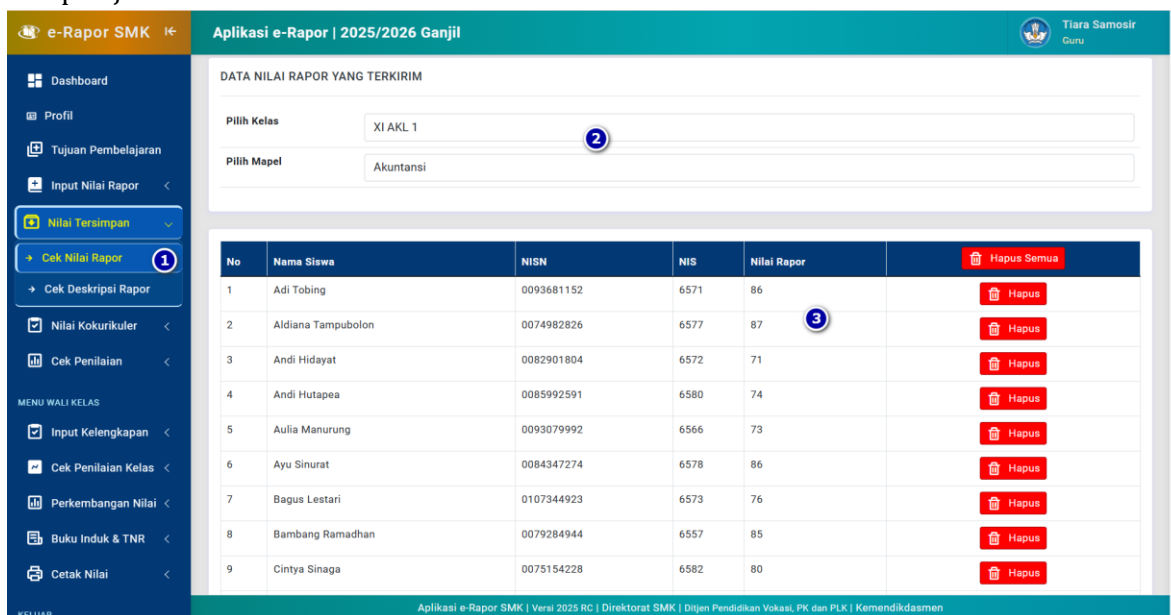 e-Rapor SMK
Aplikasi e-Rapor | 2025/2026 Ganjil
Tiara Samosir
Guru
Dashboard
Profil
Tujuan Pembelajaran
Input Nilai Rapor
Nilai Tersimpan
Cek Nilai Rapor 1
Cek Deskripsi Rapor
Nilai Kokurikuler
Cek Penilaian
MENU WALI KELAS
Input Kelengkapan
Cek Penilaian Kelas
Perkembangan Nilai
Buku Induk & TNR
Cetak Nilai
DATA NILAI RAPOR YANG TERKIRIM
Pilih Kelas XI AKL 1
2
Pilih Mapel Akuntansi
No Nama Siswa NISN NIS Nilai Rapor Hapus Semua
1 Adi Tobing 0093681152 6571 86 Hapus
2 Aldiana Tampubolon 0074982826 6577 87 3 Hapus
3 Andi Hidayat 0082901804 6572 71 Hapus
4 Andi Hutapea 0085992591 6580 74 Hapus
5 Aulia Manurung 0093079992 6566 73 Hapus
6 Ayu Sinurat 0084347274 6578 86 Hapus
7 Bagus Lestari 0107344923 6573 76 Hapus
8 Bambang Ramadhan 0079284944 6557 85 Hapus
9 Cintya Sinaga 0075154228 6582 80 Hapus
Aplikasi e-Rapor SMK | Versi 2025 RC | Direktorat SMK | Ditjen Pendidikan Vokasi, PK dan PLK | Kemendikdasmen